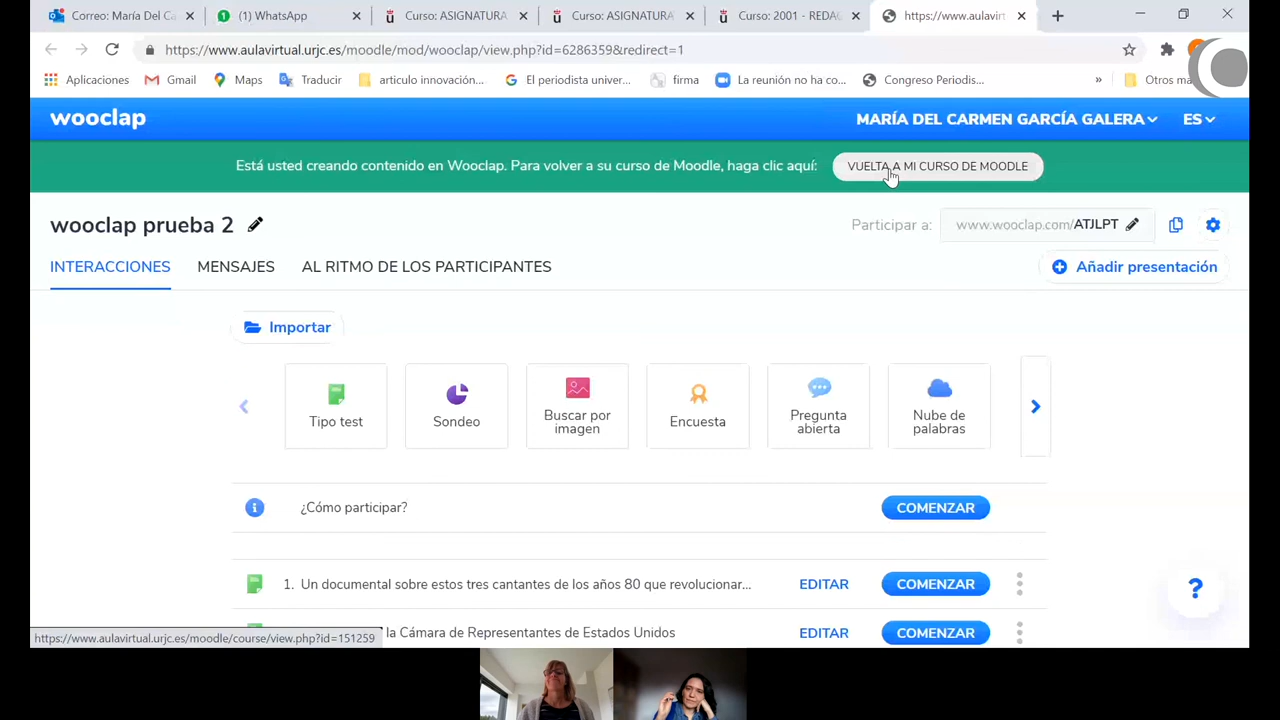 Correo: María Del Ca
(1) WhatsApp
Curso: ASIGNATURA
Curso: ASIGNATURA
Curso: 2001 - REDA
https://www.aulavirt
https://www.aulavirtual.urjc.es/moodle/mod/wooclap/view.php?id=6286359&redirect=1
Aplicaciones
Gmail
Maps
Traducir
articulo innovación...
El periodista univer...
firma
La reunión no ha co...
Congreso Periodis...
»
Otros ma
wooclap
MARÍA DEL CARMEN GARCÍA GALERA
ES
Está usted creando contenido en Wooclap. Para volver a su curso de Moodle, haga clic aquí:
VUELTA A MI CURSO DE MOODLE
wooclap prueba 2
Participar a:
www.wooclap.com/ATJLPT
INTERACCIONES
MENSAJES
AL RITMO DE LOS PARTICIPANTES
Añadir presentación
Importar
Tipo test
Sondeo
Buscar por
imagen
Encuesta
Pregunta
abierta
Nube de
palabras
¿Cómo participar?
COMENZAR
1. Un documental sobre estos tres cantantes de los años 80 que revolucionar...
EDITAR
COMENZAR
la Cámara de Representantes de Estados Unidos
EDITAR
COMENZAR
?
https://www.aulavirtual.urjc.es/moodle/course/view.php?id=151259